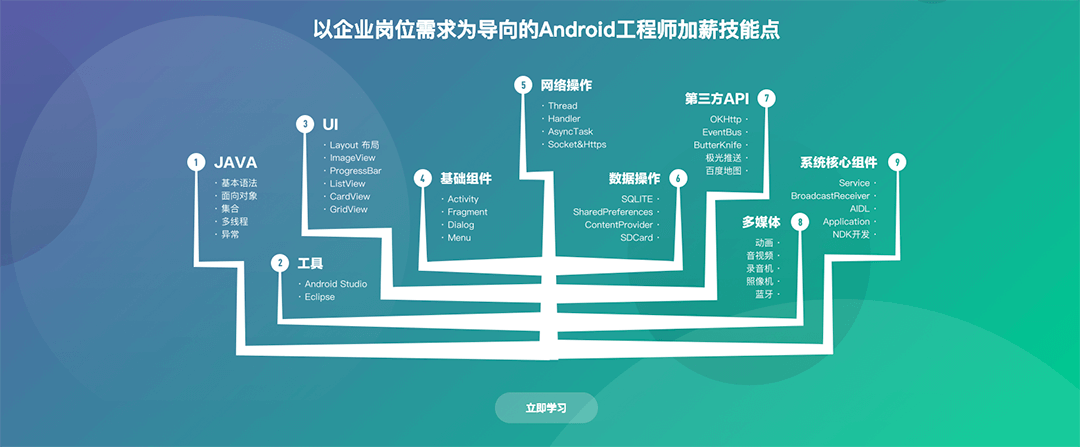 以企业岗位需求为导向的Android工程师加薪技能点
1 JAVA
· 基本语法
· 面向对象
· 集合
· 多线程
· 异常
2 工具
· Android Studio
· Eclipse
3 UI
· Layout 布局
· ImageView
· ProgressBar
· ListView
· CardView
· GridView
4 基础组件
· Activity
· Fragment
· Dialog
· Menu
5 网络操作
· Thread
· Handler
· AsyncTask
· Socket&Https
数据操作 6
SQLITE ·
SharedPreferences ·
ContentProvider ·
SDCard ·
第三方API 7
OKHttp ·
EventBus ·
ButterKnife ·
极光推送 ·
百度地图 ·
多媒体 8
动画 ·
音视频 ·
录音机 ·
照像机 ·
蓝牙 ·
系统核心组件 9
Service ·
BroadcastReceiver ·
AIDL ·
Application ·
NDK开发 ·
立即学习